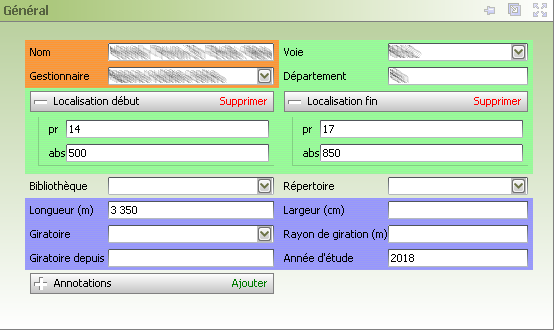 Général
Nom
Voie
Gestionnaire
Département
Localisation début Supprimer
Localisation fin Supprimer
pr 14
pr 17
abs 500
abs 850
Bibliothèque
Répertoire
Longueur (m) 3 350
Largeur (cm)
Giratoire
Rayon de giration (m)
Giratoire depuis
Année d'étude 2018
Annotations Ajouter